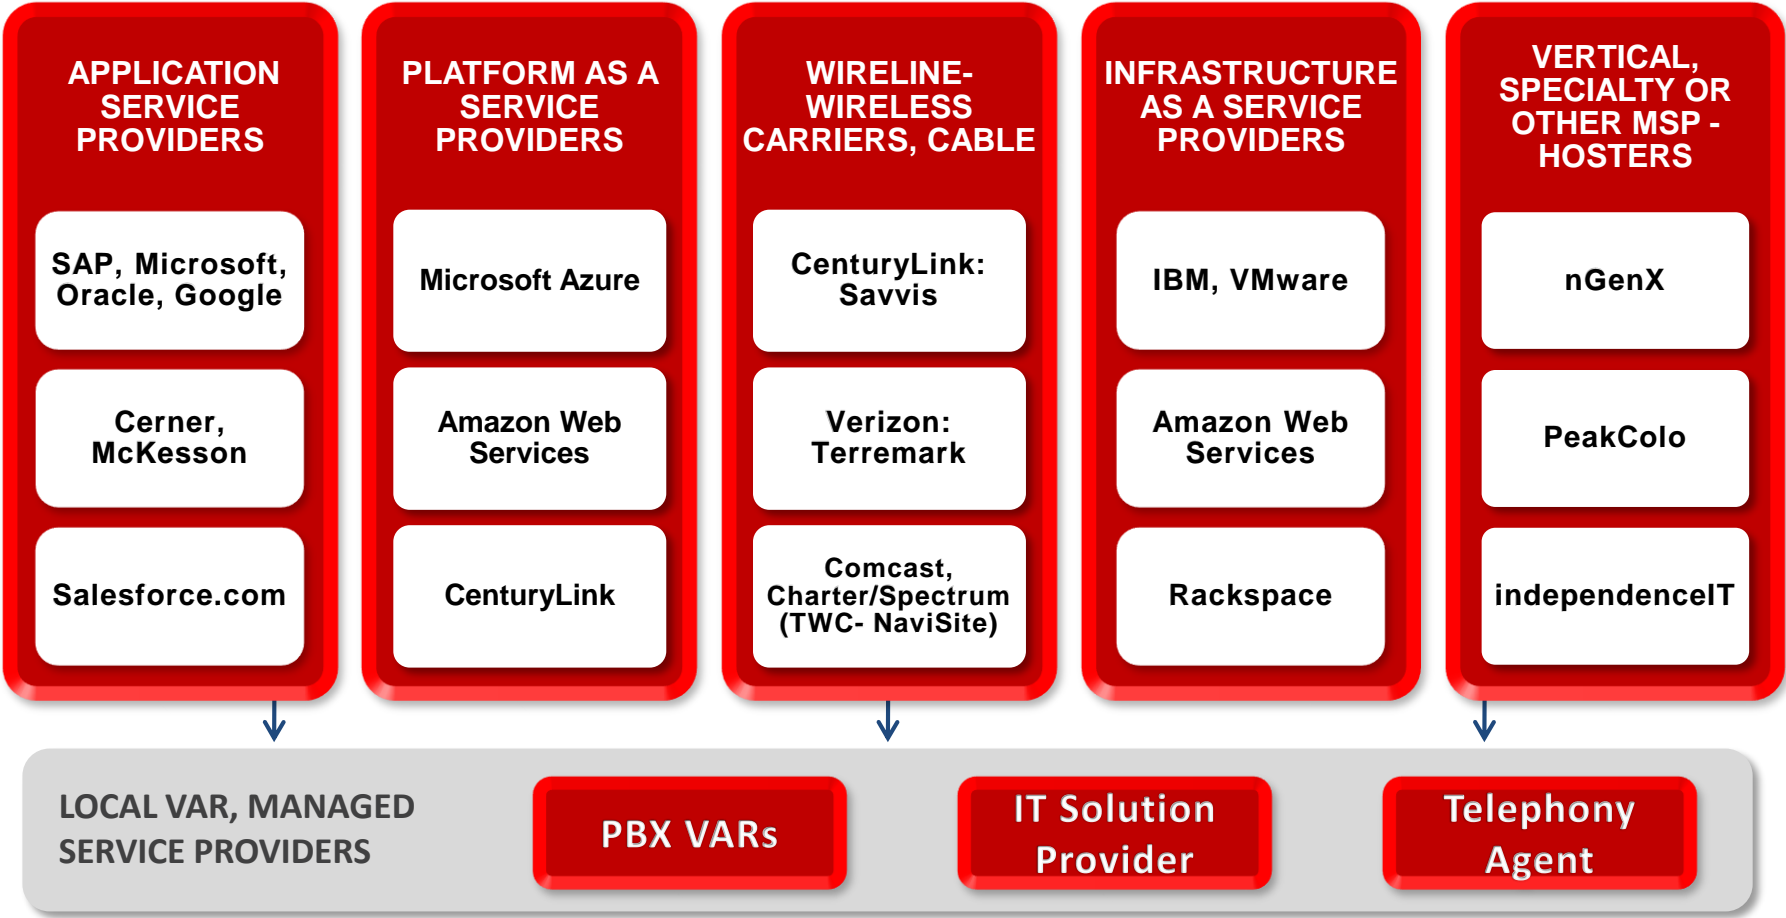 APPLICATION
SERVICE
PROVIDERS
SAP, Microsoft,
Oracle, Google
Cerner,
McKesson
Salesforce.com
PLATFORM AS A
SERVICE
PROVIDERS
Microsoft Azure
Amazon Web
Services
CenturyLink
WIRELINE-
WIRELESS
CARRIERS, CABLE
CenturyLink:
Savvis
Verizon:
Terremark
Comcast,
Charter/Spectrum
(TWC- NaviSite)
INFRASTRUCTURE
AS A SERVICE
PROVIDERS
IBM, VMware
Amazon Web
Services
Rackspace
VERTICAL,
SPECIALTY OR
OTHER MSP -
HOSTERS
nGenX
PeakColo
independenceIT
LOCAL VAR, MANAGED
SERVICE PROVIDERS
PBX VARs
IT Solution
Provider
Telephony
Agent